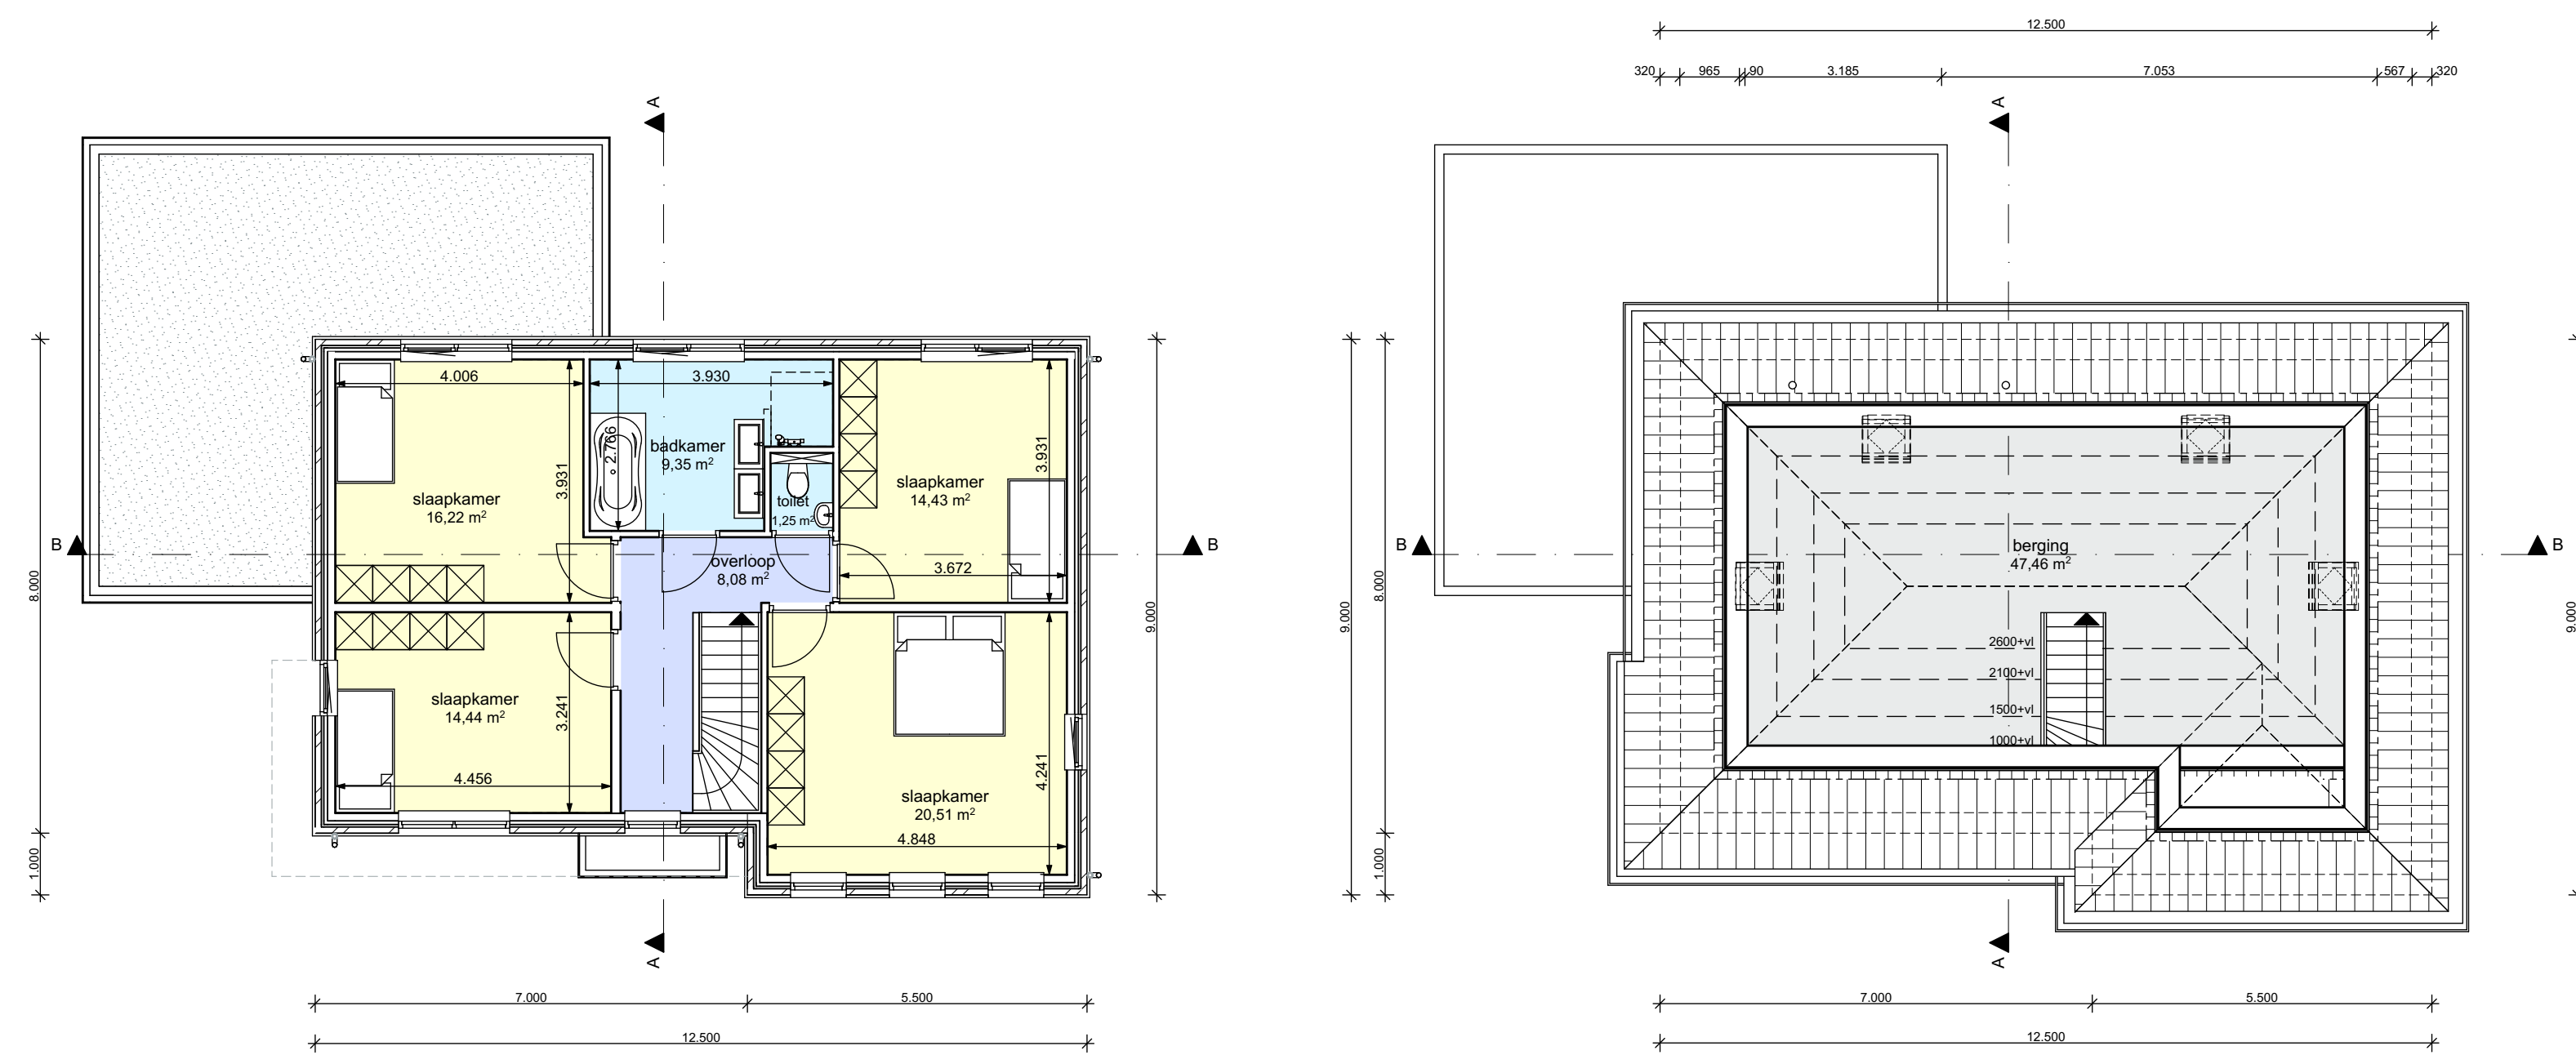 12.500
320 965 90 3.185 7.053 567 320
A
A
4.006
3.930
2.766
badkamer
9,35 m²
3.931
3.931
slaapkamer
16,22 m²
slaapkamer
14,43 m²
toilet
1,25 m²
B
B
overloop
8,08 m²
3.672
8.000
9.000
slaapkamer
14,44 m²
3.241
4.456
4.241
slaapkamer
20,51 m²
4.848
1.000
A
7.000
5.500
12.500
B
B
berging
47,46 m²
8.000
9.000
9.000
2600+vl
2100+vl
1500+vl
1000+vl
1.000
A
7.000
5.500
12.500